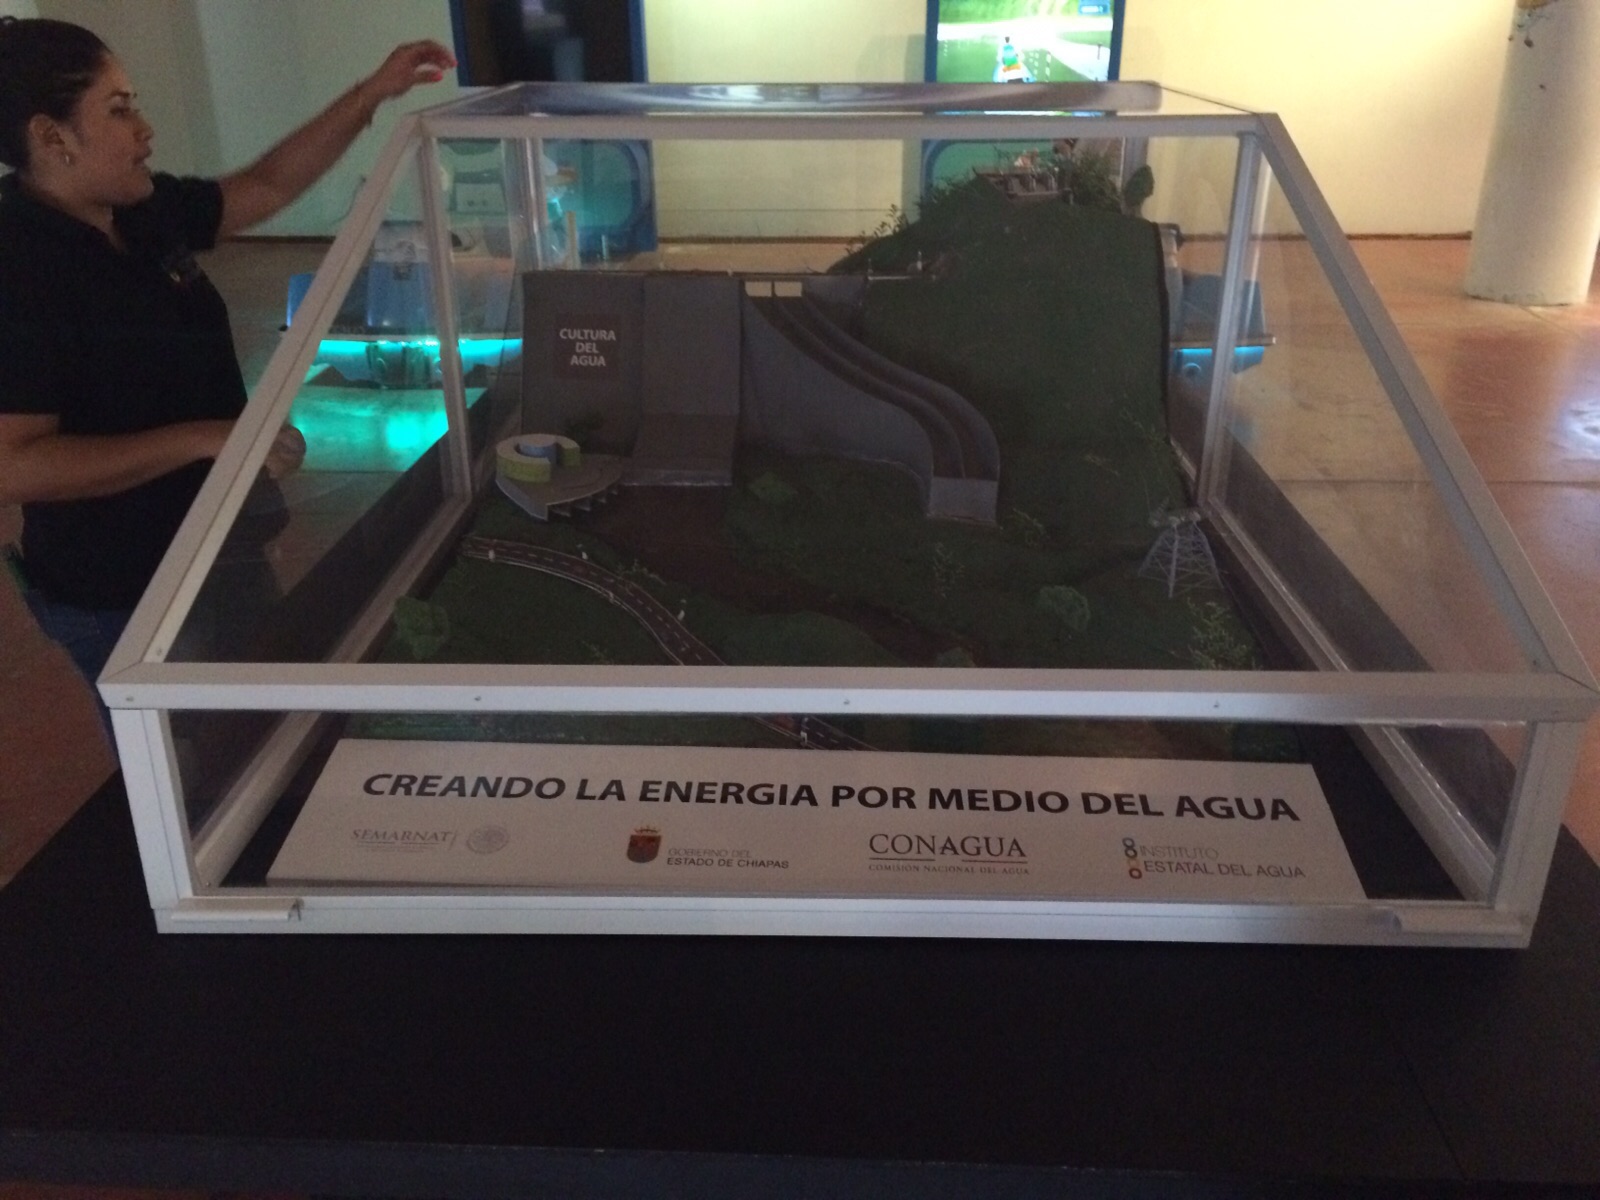 CULTURA
DEL
AGUA
CREANDO LA ENERGIA POR MEDIO DEL AGUA
SEMARNAT
GOBIERNO DEL
ESTADO DE CHIAPAS
CONAGUA
COMISIÓN NACIONAL DEL AGUA
INSTITUTO
ESTATAL DEL AGUA